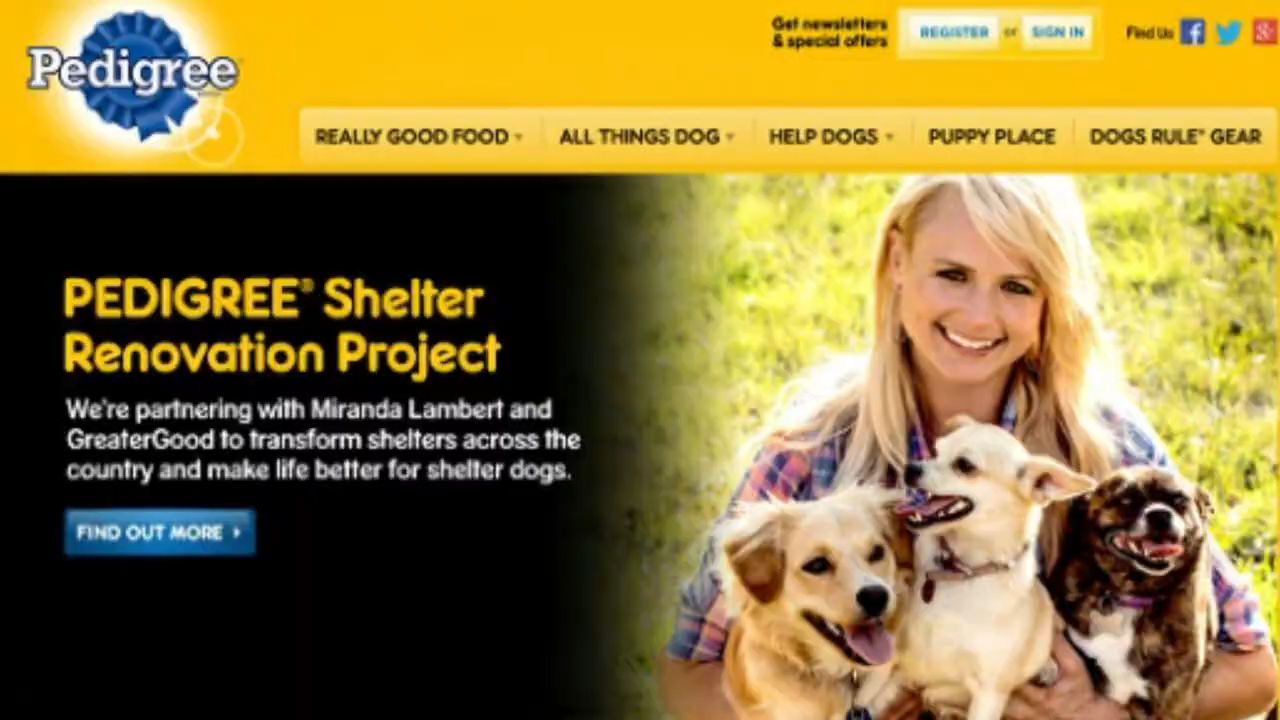 Pedigree
Get newsletters
& special offers
REGISTER or SIGN IN
Find Us
REALLY GOOD FOOD
ALL THINGS DOG
HELP DOGS
PUPPY PLACE
DOGS RULE™ GEAR
PEDIGREE® Shelter
Renovation Project
We're partnering with Miranda Lambert and
GreaterGood to transform shelters across the
country and make life better for shelter dogs.
FIND OUT MORE